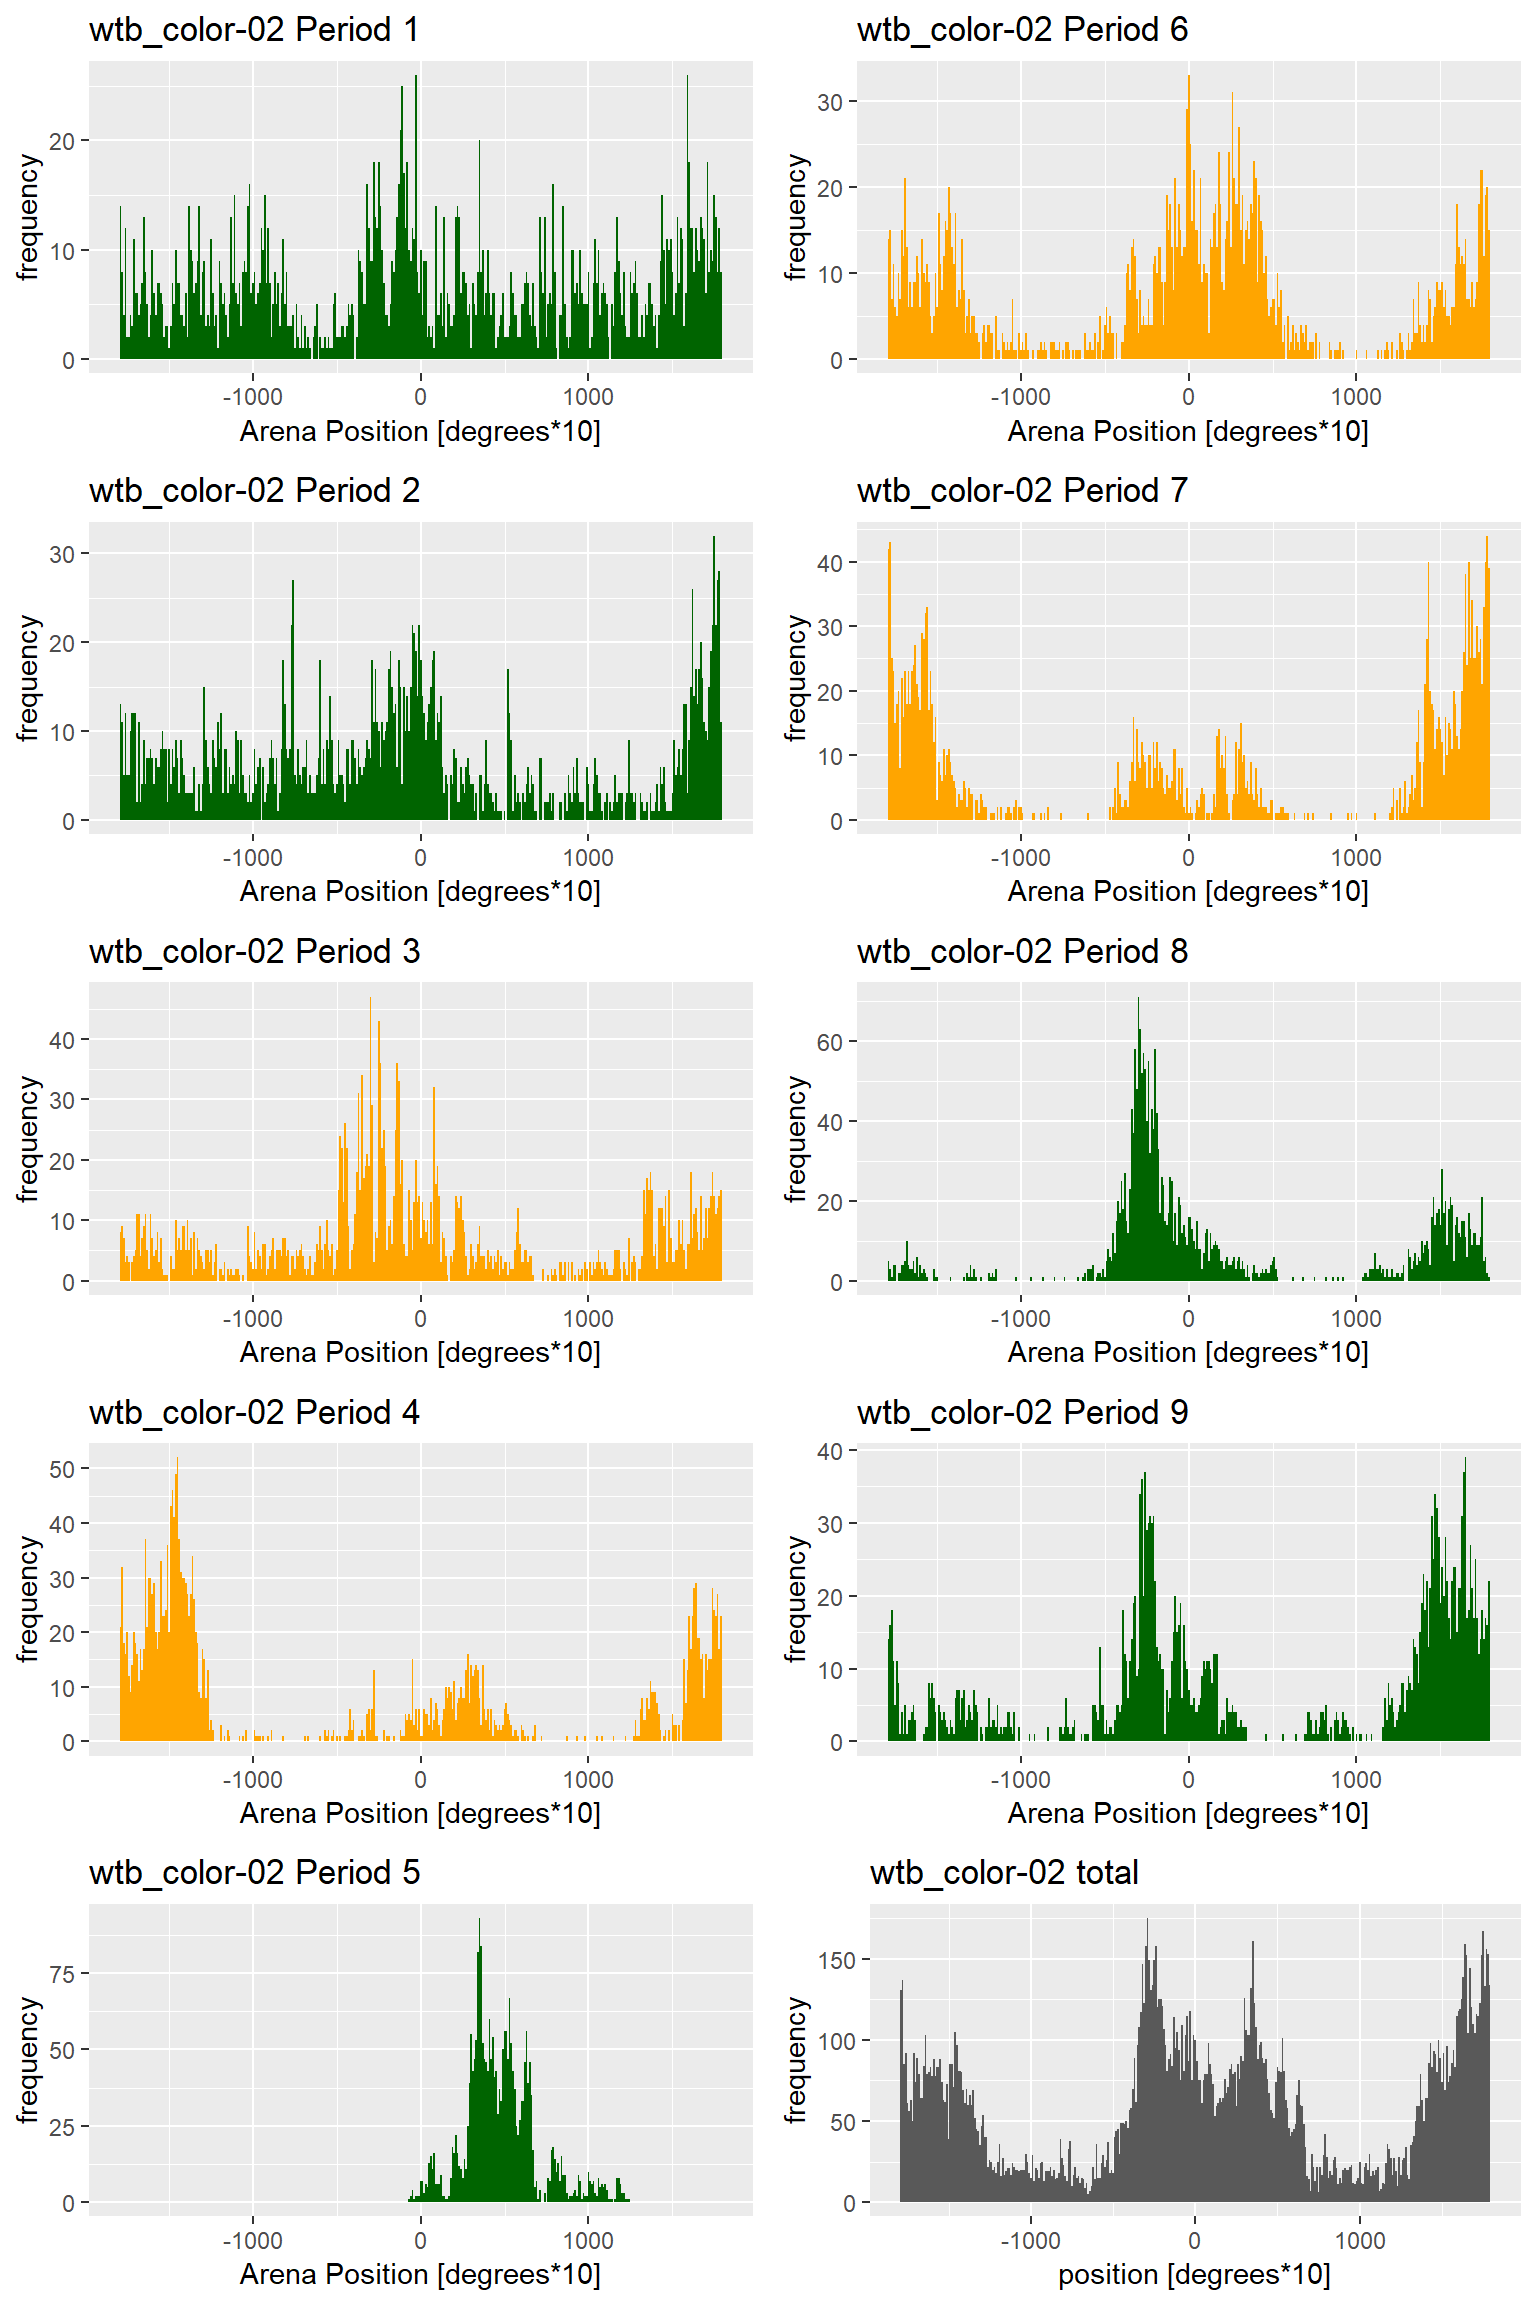 wtb_color-02 Period 1
frequency
20
10
0
-1000 0 1000
Arena Position [degrees*10]
wtb_color-02 Period 6
frequency
30
20
10
0
-1000 0 1000
Arena Position [degrees*10]
wtb_color-02 Period 2
frequency
30
20
10
0
-1000 0 1000
Arena Position [degrees*10]
wtb_color-02 Period 7
frequency
40
30
20
10
0
-1000 0 1000
Arena Position [degrees*10]
wtb_color-02 Period 3
frequency
40
30
20
10
0
-1000 0 1000
Arena Position [degrees*10]
wtb_color-02 Period 8
frequency
60
40
20
0
-1000 0 1000
Arena Position [degrees*10]
wtb_color-02 Period 4
frequency
50
40
30
20
10
0
-1000 0 1000
Arena Position [degrees*10]
wtb_color-02 Period 9
frequency
40
30
20
10
0
-1000 0 1000
Arena Position [degrees*10]
wtb_color-02 Period 5
frequency
75
50
25
0
-1000 0 1000
Arena Position [degrees*10]
wtb_color-02 total
frequency
150
100
50
0
-1000 0 1000
position [degrees*10]